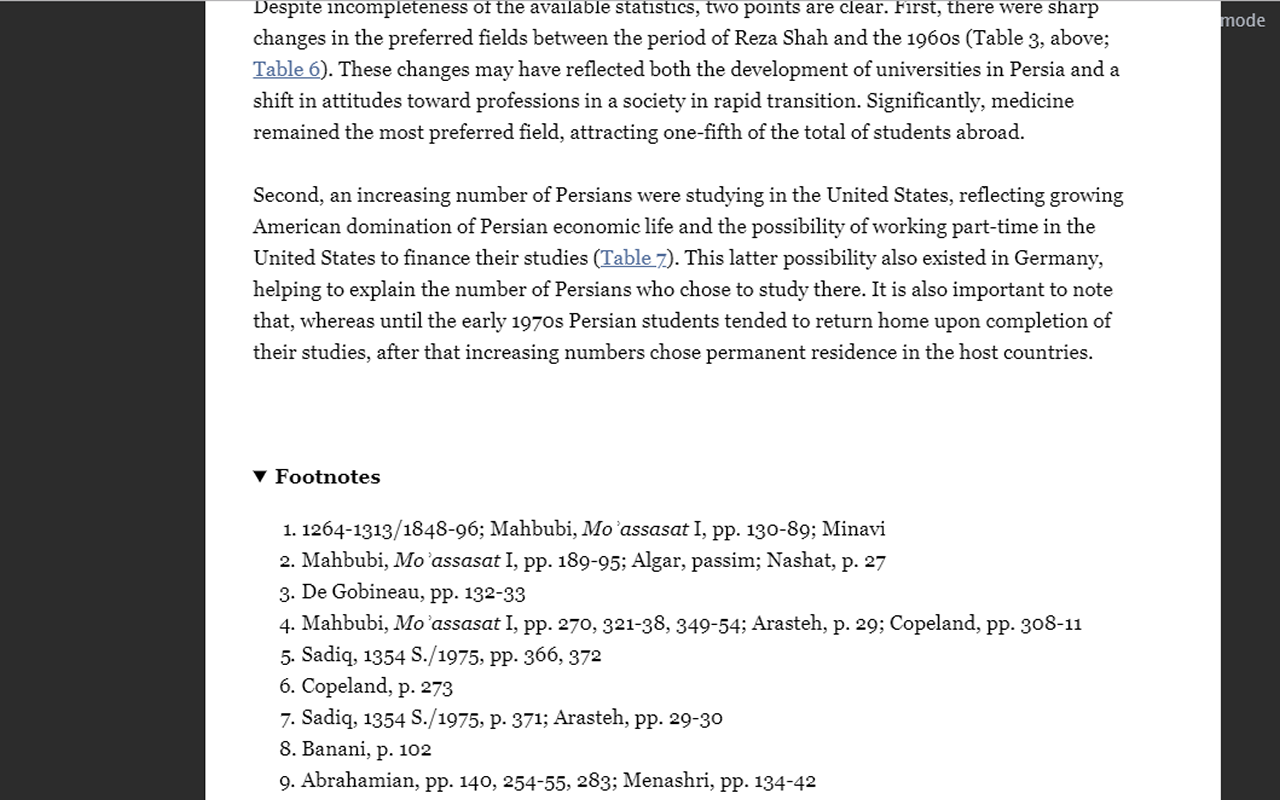 Despite incompleteness of the available statistics, two points are clear. First, there were sharp
mode
changes in the preferred fields between the period of Reza Shah and the 1960s (Table 3, above;
Table 6). These changes may have reflected both the development of universities in Persia and a
shift in attitudes toward professions in a society in rapid transition. Significantly, medicine
remained the most preferred field, attracting one-fifth of the total of students abroad.
Second, an increasing number of Persians were studying in the United States, reflecting growing
American domination of Persian economic life and the possibility of working part-time in the
United States to finance their studies (Table 7). This latter possibility also existed in Germany,
helping to explain the number of Persians who chose to study there. It is also important to note
that, whereas until the early 1970s Persian students tended to return home upon completion of
their studies, after that increasing numbers chose permanent residence in the host countries.
▼ Footnotes
1. 1264-1313/1848-96; Mahbubi, Moʾassasat I, pp. 130-89; Minavi
2. Mahbubi, Moʾassasat I, pp. 189-95; Algar, passim; Nashat, p. 27
3. De Gobineau, pp. 132-33
4. Mahbubi, Moʾassasat I, pp. 270, 321-38, 349-54; Arasteh, p. 29; Copeland, pp. 308-11
5. Sadiq, 1354 S./1975, pp. 366, 372
6. Copeland, p. 273
7. Sadiq, 1354 S./1975, p. 371; Arasteh, pp. 29-30
8. Banani, p. 102
9. Abrahamian, pp. 140, 254-55, 283; Menashri, pp. 134-42